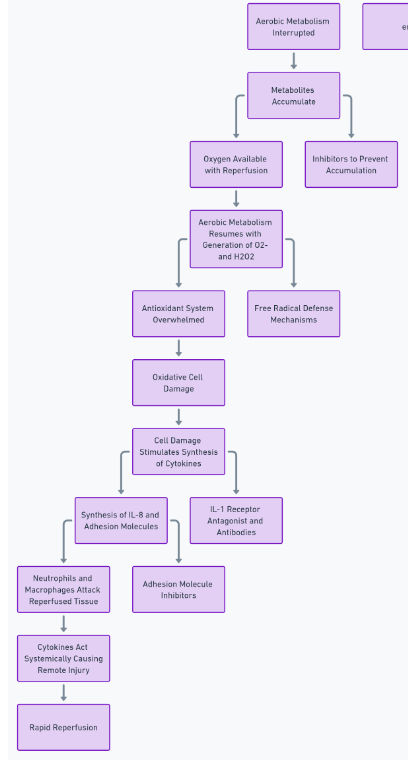 Aerobic Metabolism
Interrupted
Metabolites
Accumulate
Oxygen Available
with Reperfusion
Inhibitors to Prevent
Accumulation
Aerobic Metabolism
Resumes with
Generation of O2-
and H2O2
Antioxidant System
Overwhelmed
Free Radical Defense
Mechanisms
Oxidative Cell
Damage
Cell Damage
Stimulates Synthesis
of Cytokines
Synthesis of IL-8 and
Adhesion Molecules
IL-1 Receptor
Antagonist and
Antibodies
Neutrophils and
Macrophages Attack
Reperfused Tissue
Adhesion Molecule
Inhibitors
Cytokines Act
Systemically Causing
Remote Injury
Rapid Reperfusion